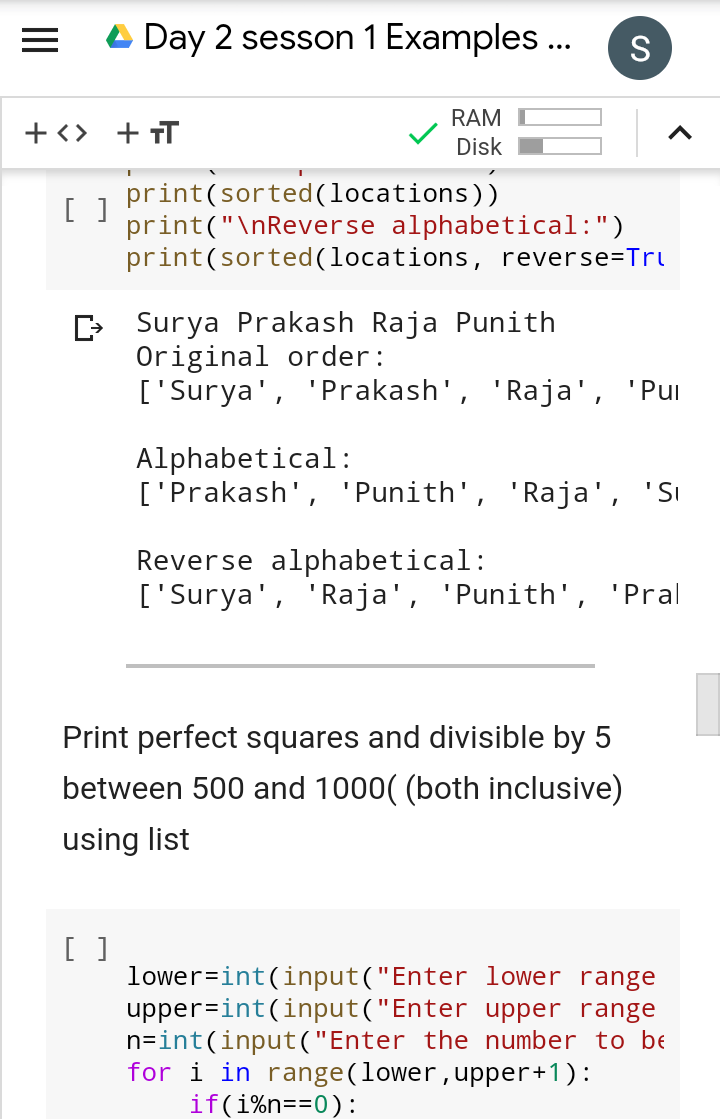 Day 2 sesson 1 Examples ...
S
+ <> + TT
RAM
Disk
[ ]
print(sorted(locations))
print("\nReverse alphabetical:")
print(sorted(locations, reverse=
Surya Prakash Raja Punith
Original order:
['Surya', 'Prakash', 'Raja',
Alphabetical:
['Prakash', 'Punith', 'Raja',
Reverse alphabetical:
['Surya', 'Raja', 'Punith',
Print perfect squares and divisible by 5
between 500 and 1000( (both inclusive)
using list
[ ]
lower=int(input("Enter lower range
upper=int(input("Enter upper range
n=int(input("Enter the number to
for i in range(lower,upper+1):
if(i%n==0):